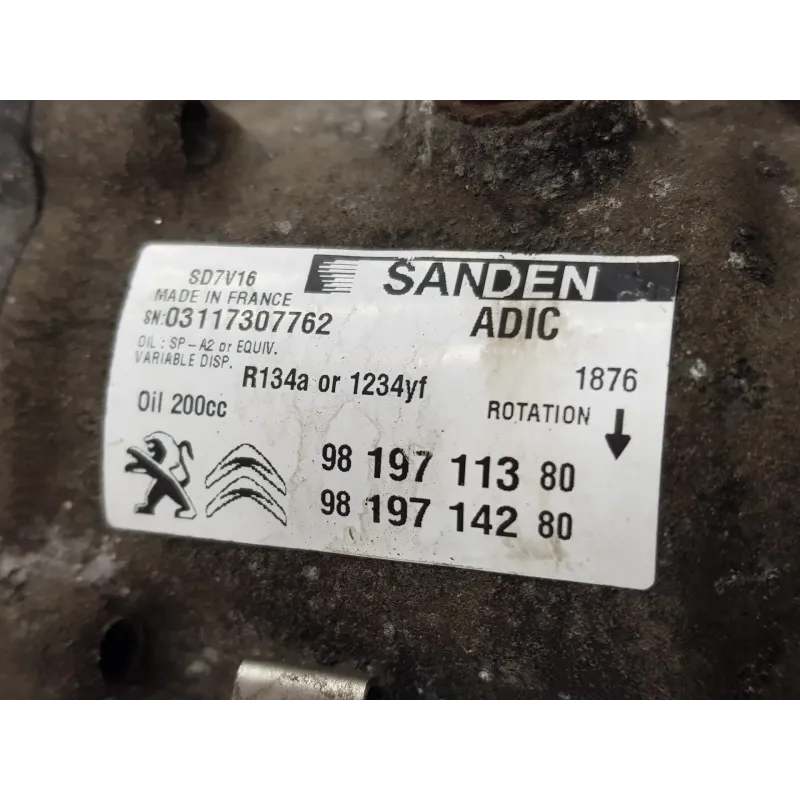 SD7V16
MADE IN FRANCE
SN:03117307762
OIL : SP-A2 or EQUIV.
VARIABLE DISP.
SANDEN
ADIC
R134a or 1234yf
1876
Oil 200cc
ROTATION
98 197 113 80
98 197 142 80